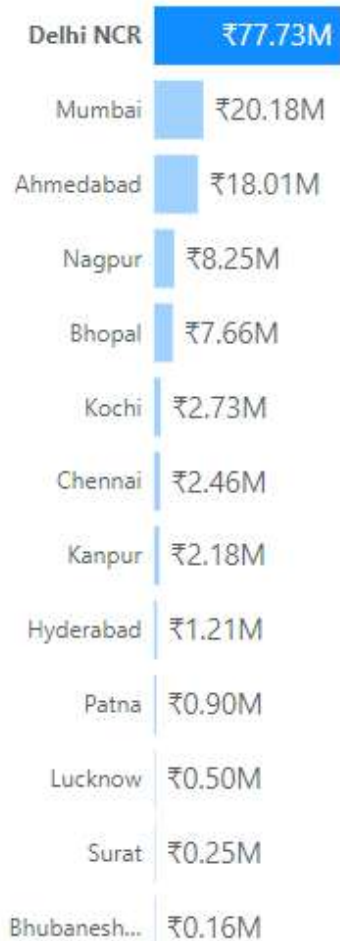 Delhi NCR ₹77.73M
Mumbai ₹20.18M
Ahmedabad ₹18.01M
Nagpur ₹8.25M
Bhopal ₹7.66M
Kochi ₹2.73M
Chennai ₹2.46M
Kanpur ₹2.18M
Hyderabad ₹1.21M
Patna ₹0.90M
Lucknow ₹0.50M
Surat ₹0.25M
Bhubanesh... ₹0.16M